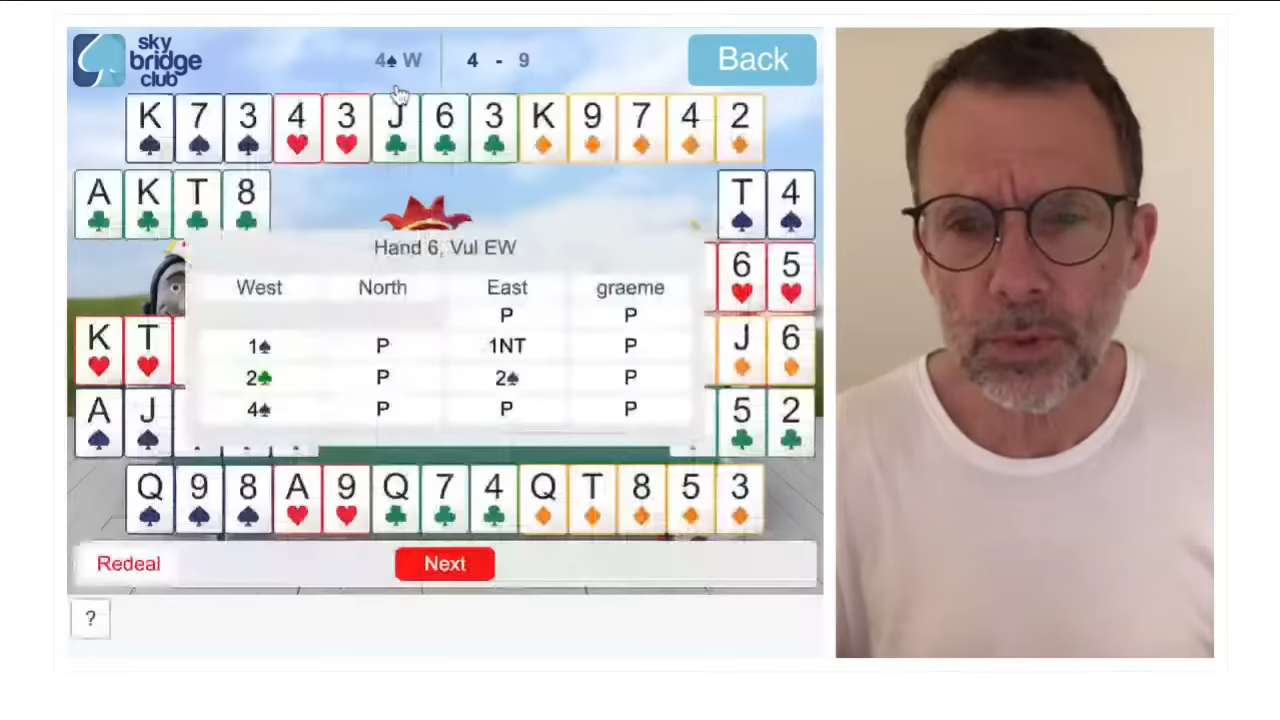 sky
bridge
club
4♠ W
4 - 9
Back
K 7 3 4 3 J 6 3 K 9 7 4 2
A K T 8
T 4
Hand 6, Vul EW
6 5
West North East graeme
P P
1♠ P 1NT P
K T
J 6
2♣ P 2♠ P
4♠ P P P
A J
5 2
Q 9 8 A 9 Q 7 4 Q T 8 5 3
Redeal
Next
?